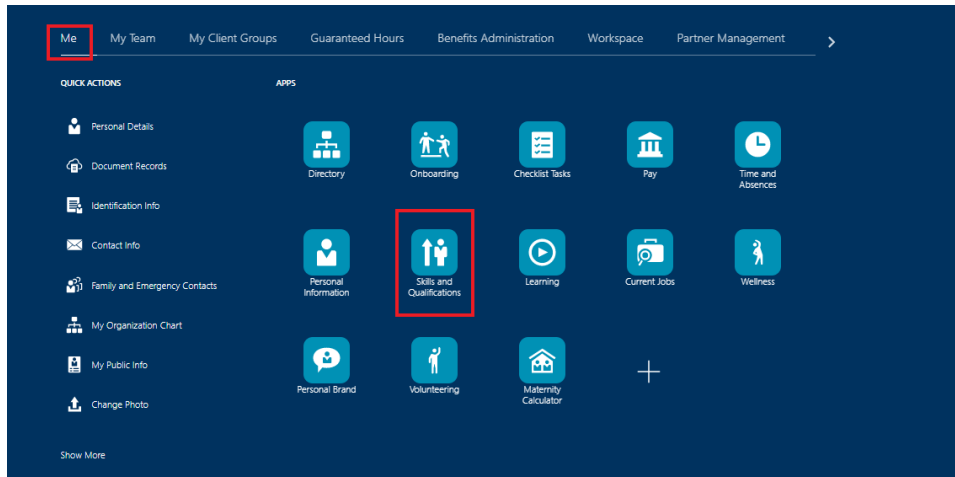 Me My Team My Client Groups Guaranteed Hours Benefits Administration Workspace Partner Management
QUICK ACTIONS
Personal Details
Document Records
Identification Info
Contact Info
Family and Emergency Contacts
My Organization Chart
My Public Info
Change Photo
Show More
APPS
Directory
Onboarding
Checklist Tasks
Pay
Time and
Absences
Personal
Information
Skills and
Qualifications
Learning
Current Jobs
Wellness
Personal Brand
Volunteering
Maternity
Calculator